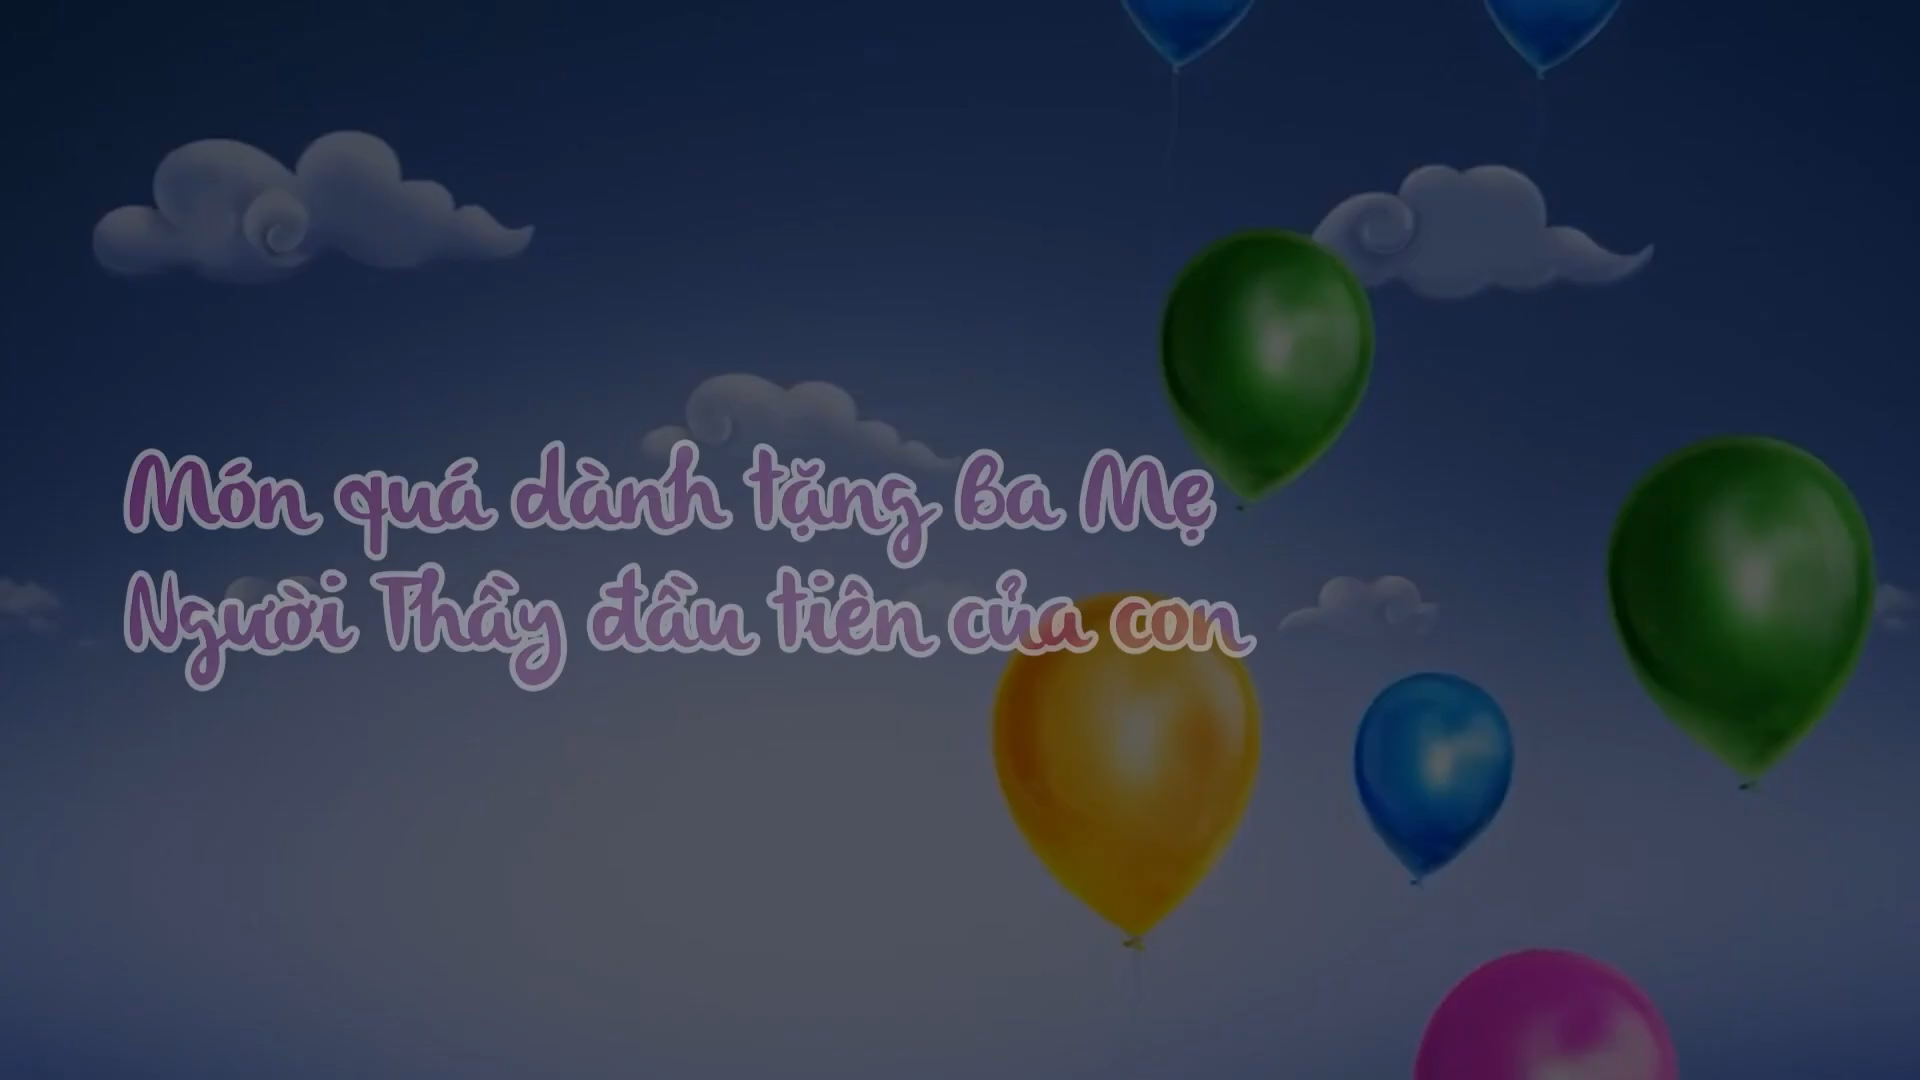 Món quá dành tặng Ba Mẹ
Người Thầy đầu tiên của con